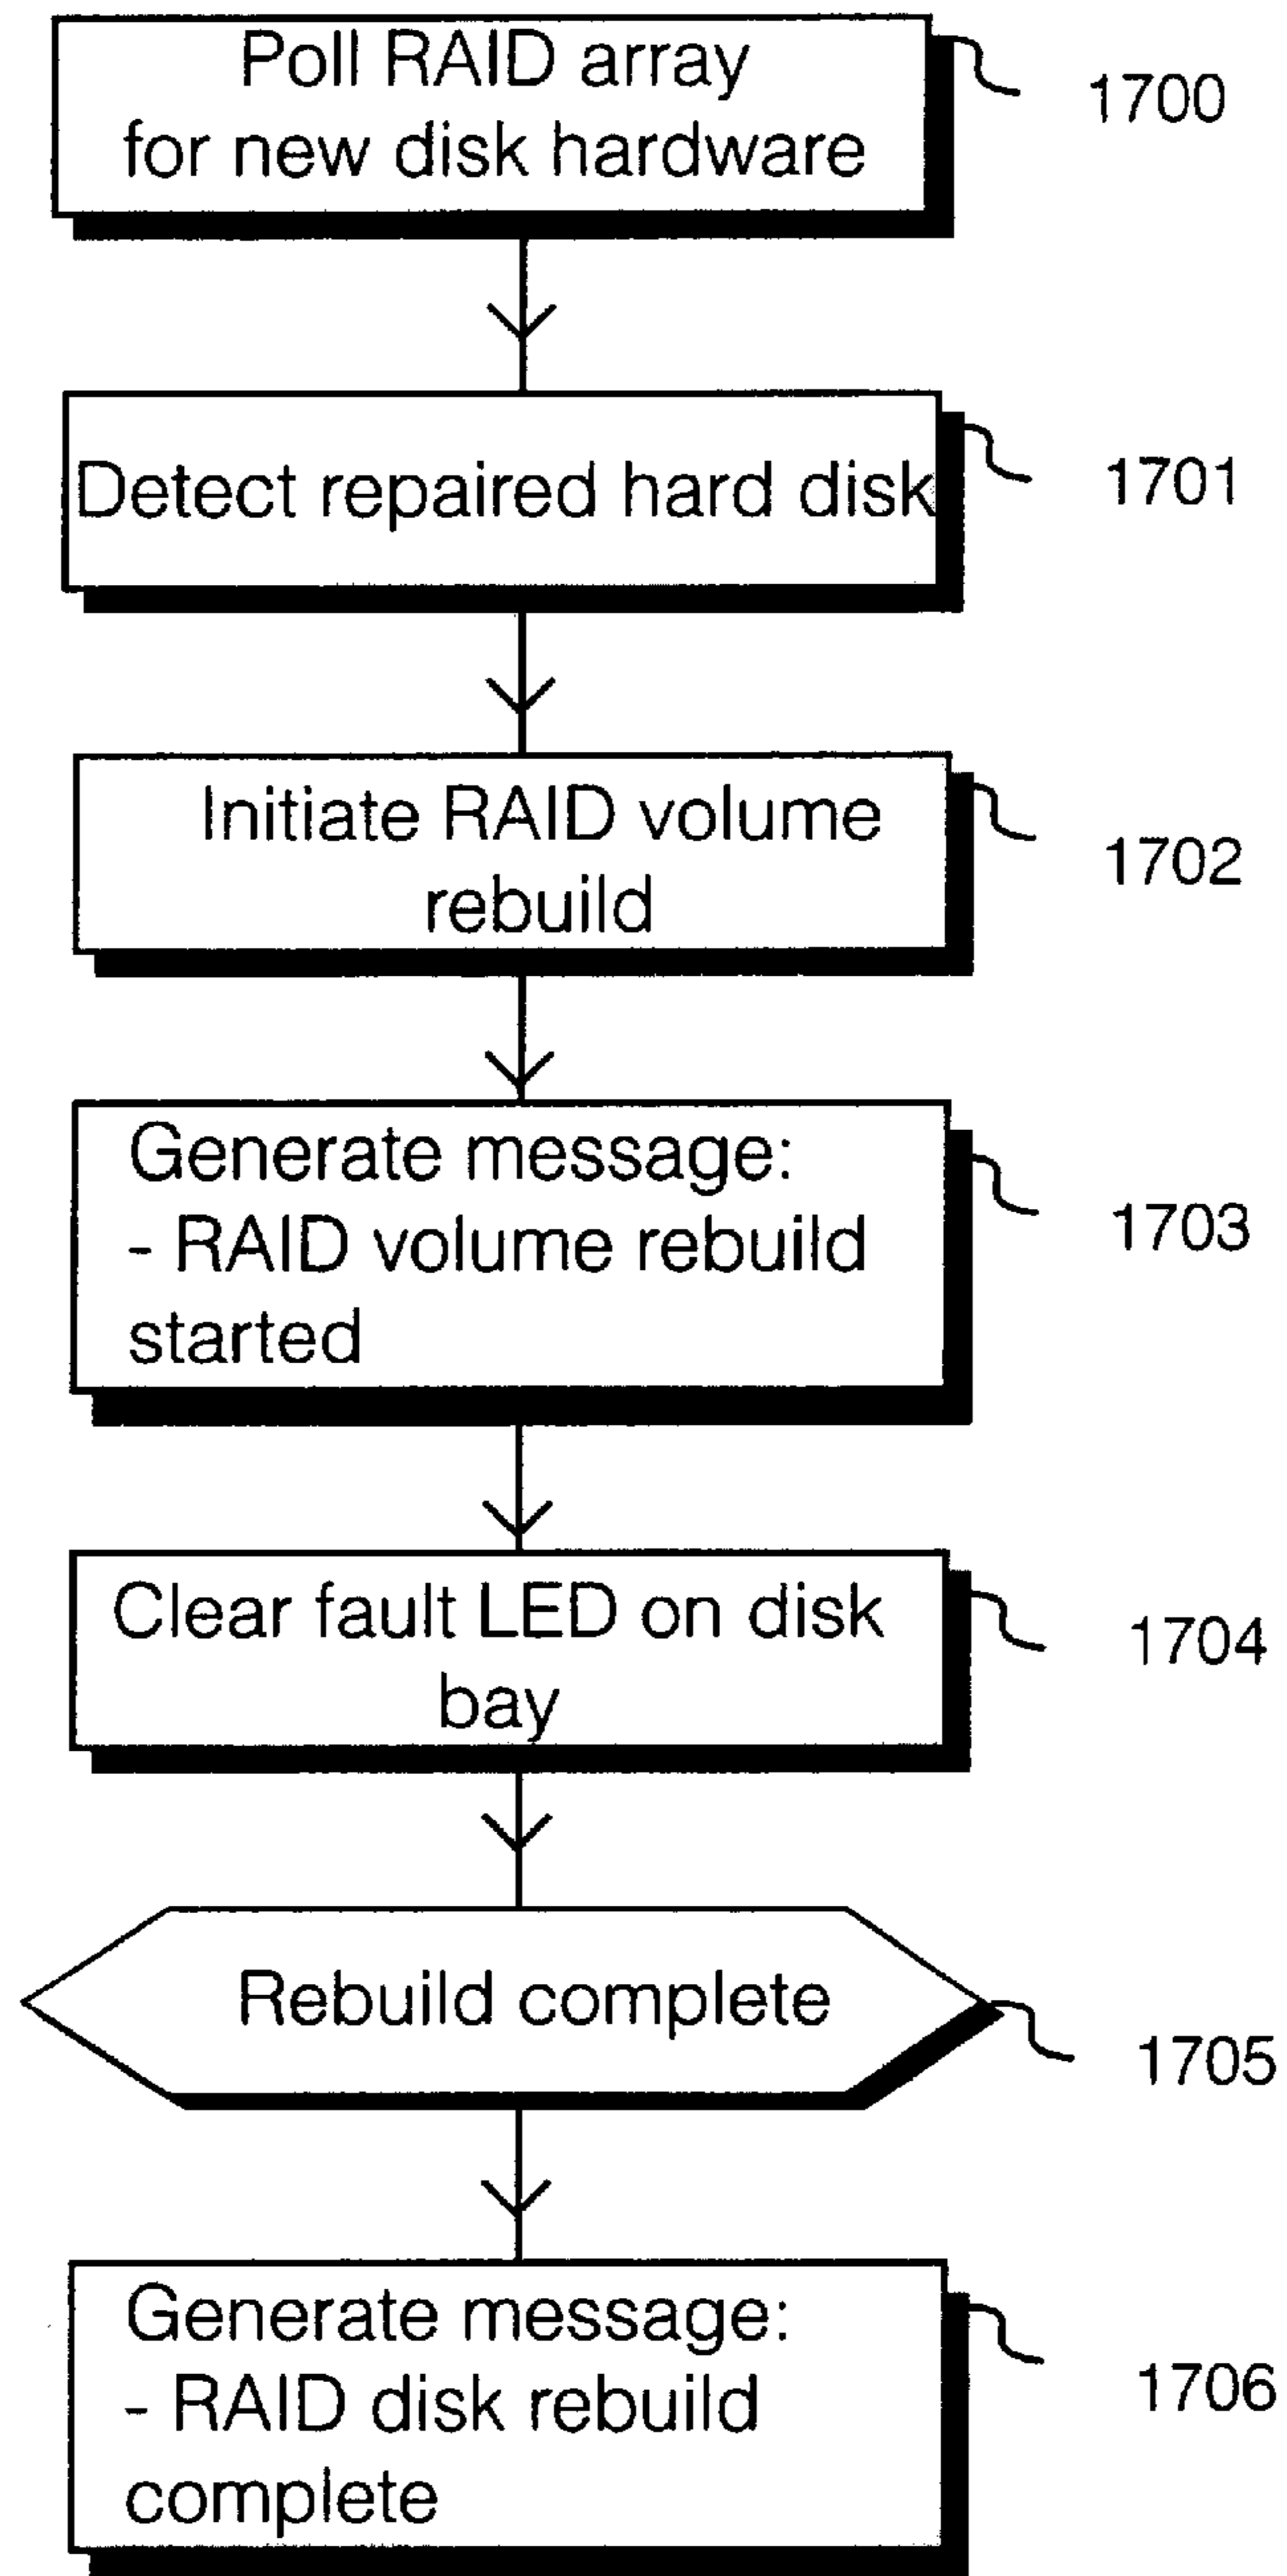 Poll RAID array
for new disk hardware
1700
Detect repaired hard disk
1701
Initiate RAID volume
rebuild
1702
Generate message:
- RAID volume rebuild
started
1703
Clear fault LED on disk
bay
1704
Rebuild complete
1705
Generate message:
- RAID disk rebuild
complete
1706